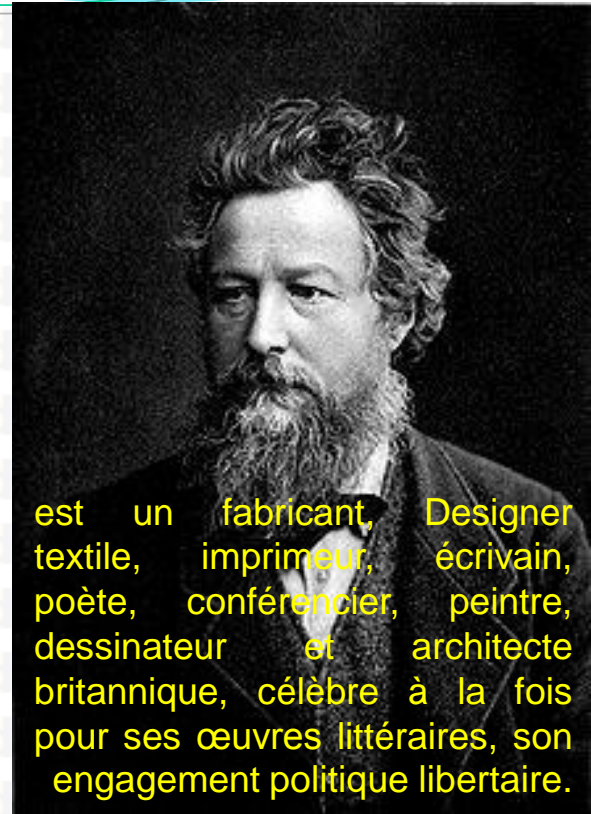 est un fabricant, Designer
textile, imprimeur, écrivain,
poète, conférencier, peintre,
dessinateur et architecte
britannique, célèbre à la fois
pour ses œuvres littéraires, son
engagement politique libertaire.